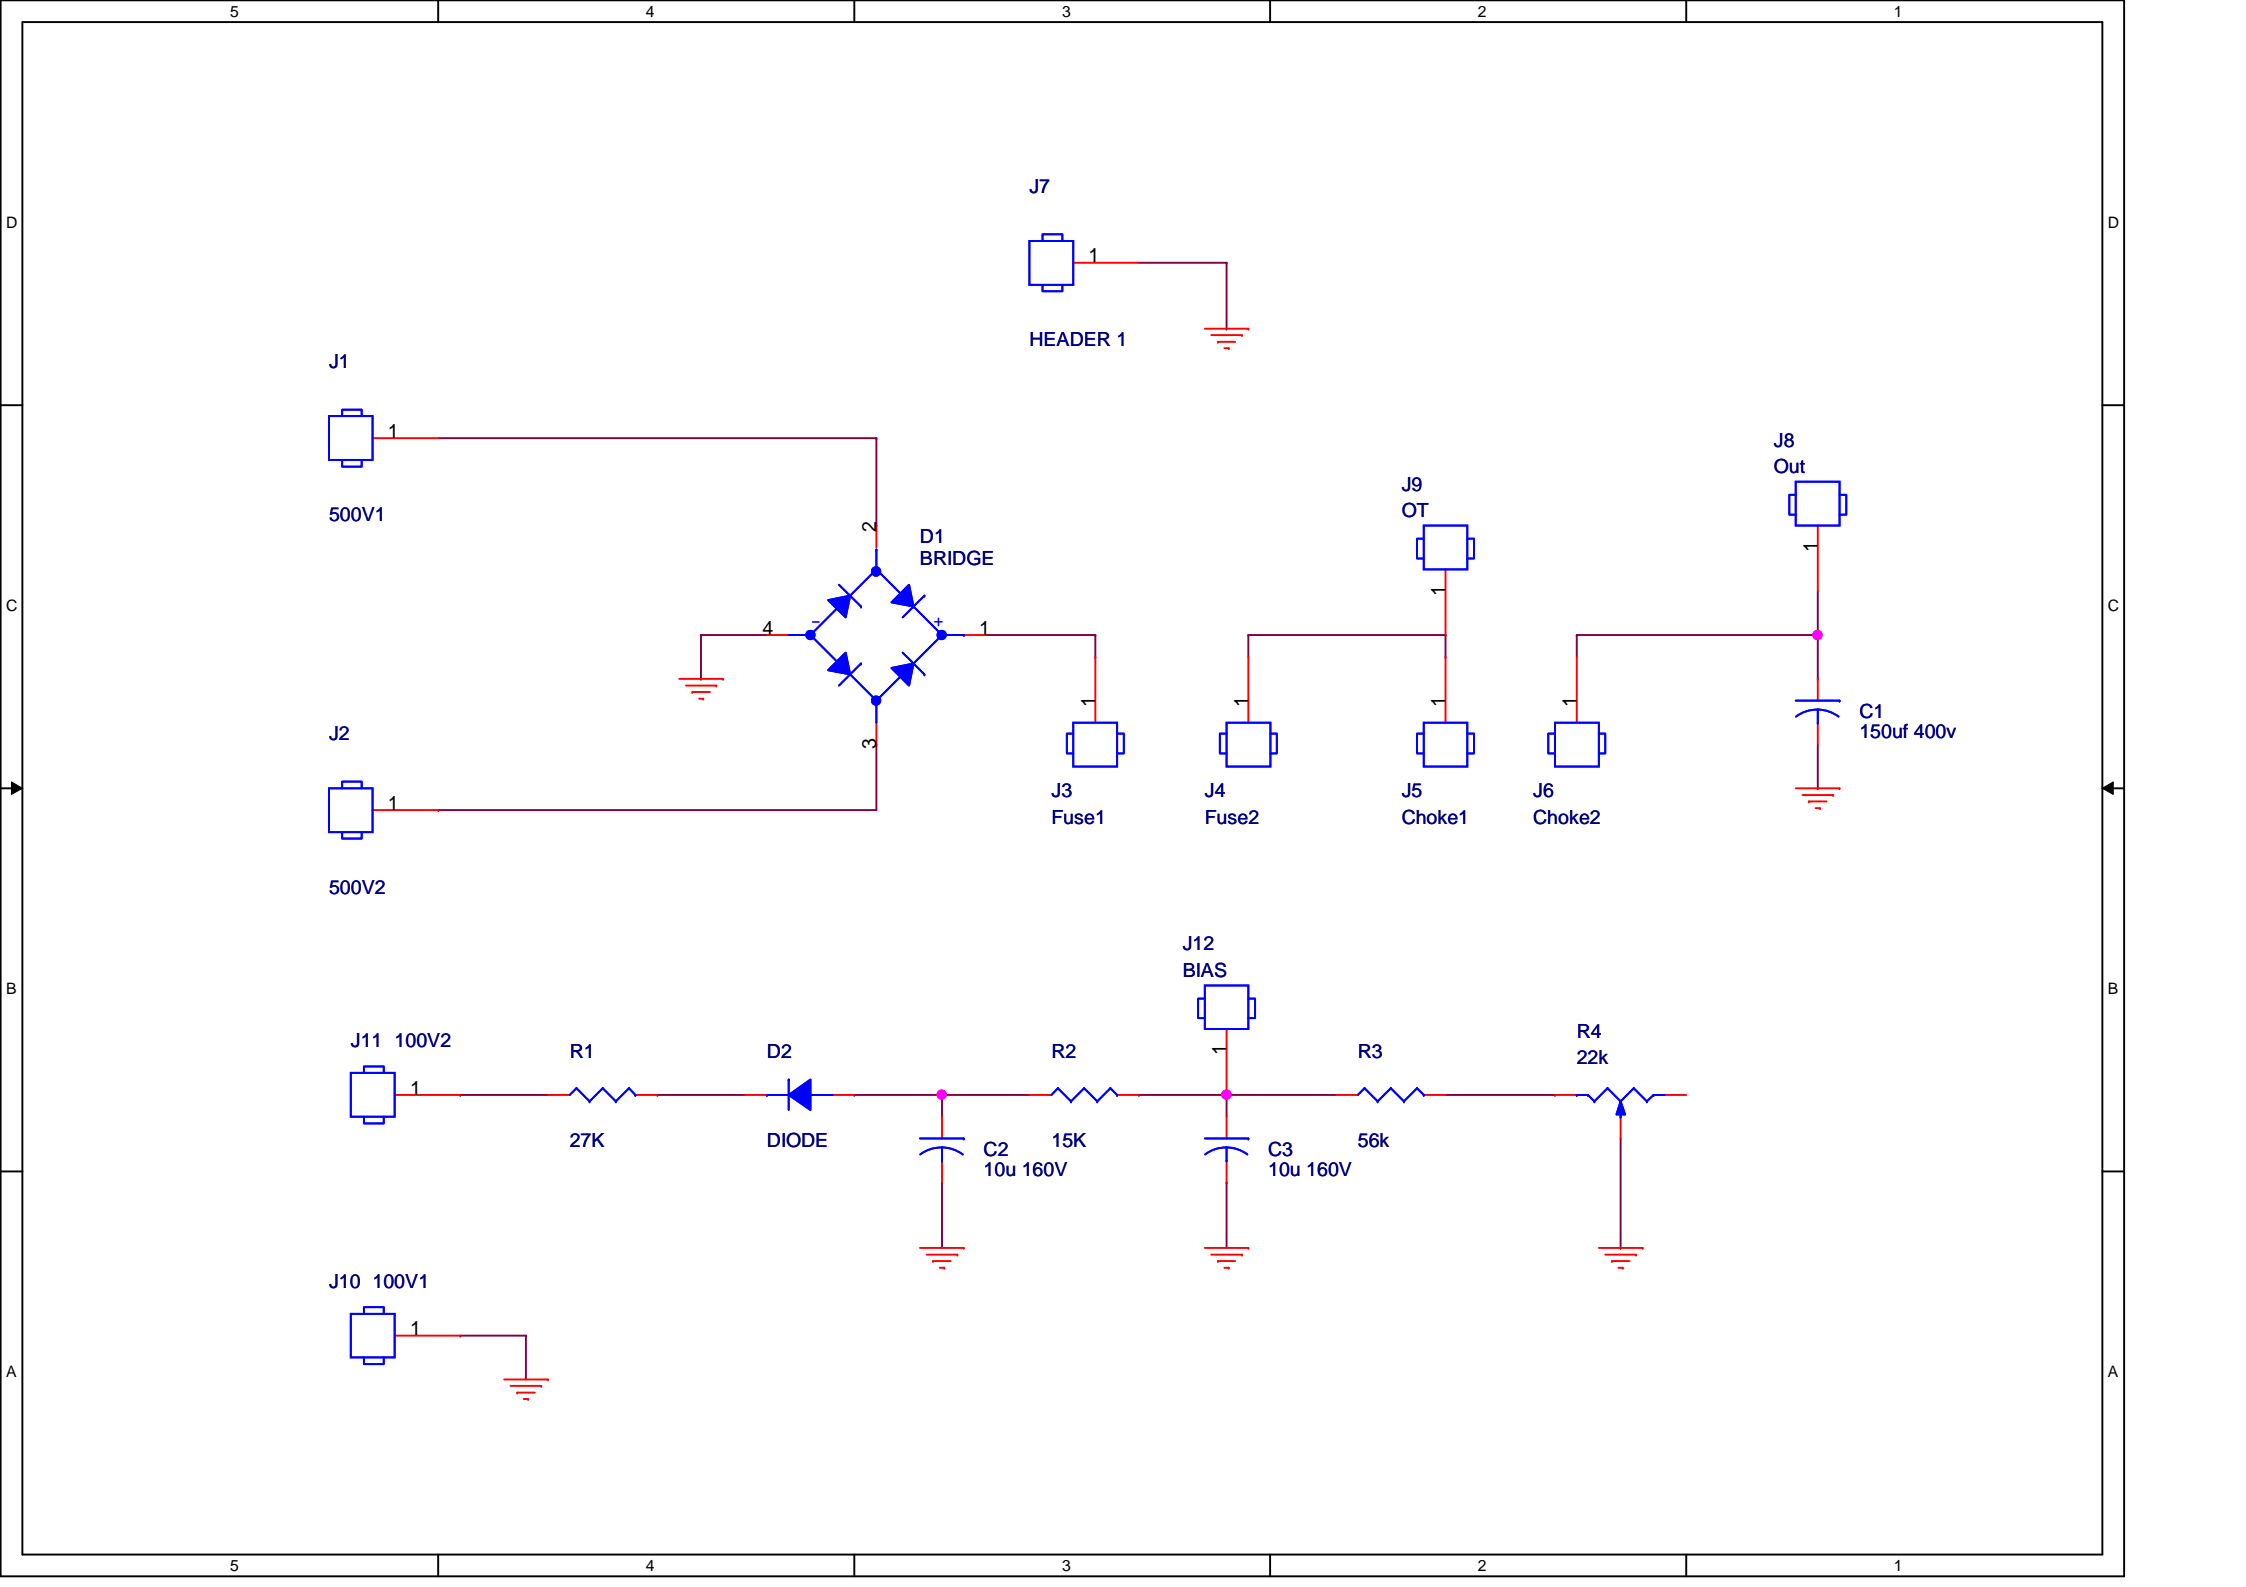 5 4 3 2 1
D D
J7
1
HEADER 1
J1
1
500V1
J8
Out
1
J9
OT
1
2
D1
BRIDGE
C C
4 - + 1
3
1
1
1
1
C1
150uf 400v
J2
1
500V2
J3
Fuse1
J4
Fuse2
J5
Choke1
J6
Choke2
J12
BIAS
1
B B
J11 100V2
1
R1
27K
D2
DIODE
C2
10u 160V
R2
15K
C3
10u 160V
R3
56k
R4
22k
J10 100V1
1
A A
5 4 3 2 1